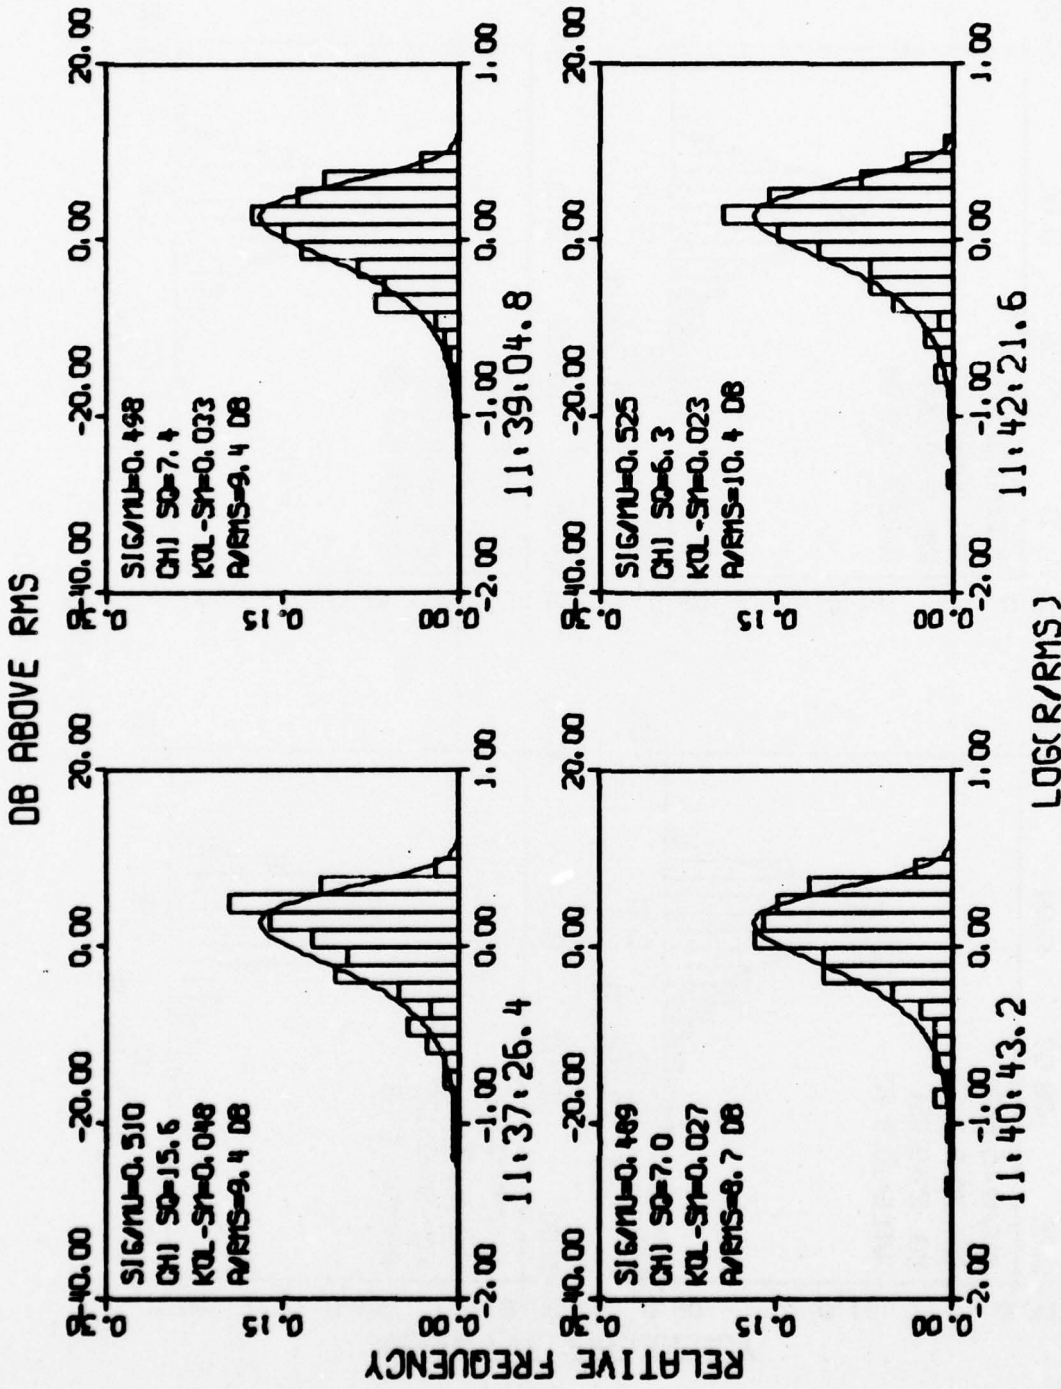 DB ABOVE RMS
-40.00 -20.00 0.00 20.00
0.30
0.15
0.00
SIG/MU=0.510
CHI SQ=15.6
KOL-SM=0.048
A/RMS=9.4 DB
-2.00 -1.00 0.00 1.00
11:37:26.4
-40.00 -20.00 0.00 20.00
0.30
0.15
0.00
SIG/MU=0.498
CHI SQ=7.4
KOL-SM=0.033
A/RMS=9.4 DB
-2.00 -1.00 0.00 1.00
11:39:04.8
RELATIVE FREQUENCY
-40.00 -20.00 0.00 20.00
0.30
0.15
0.00
SIG/MU=0.489
CHI SQ=7.0
KOL-SM=0.027
A/RMS=8.7 DB
-2.00 -1.00 0.00 1.00
11:40:43.2
-40.00 -20.00 0.00 20.00
0.30
0.15
0.00
SIG/MU=0.525
CHI SQ=6.3
KOL-SM=0.023
A/RMS=10.4 DB
-2.00 -1.00 0.00 1.00
11:42:21.6
LOG(R/RMS)